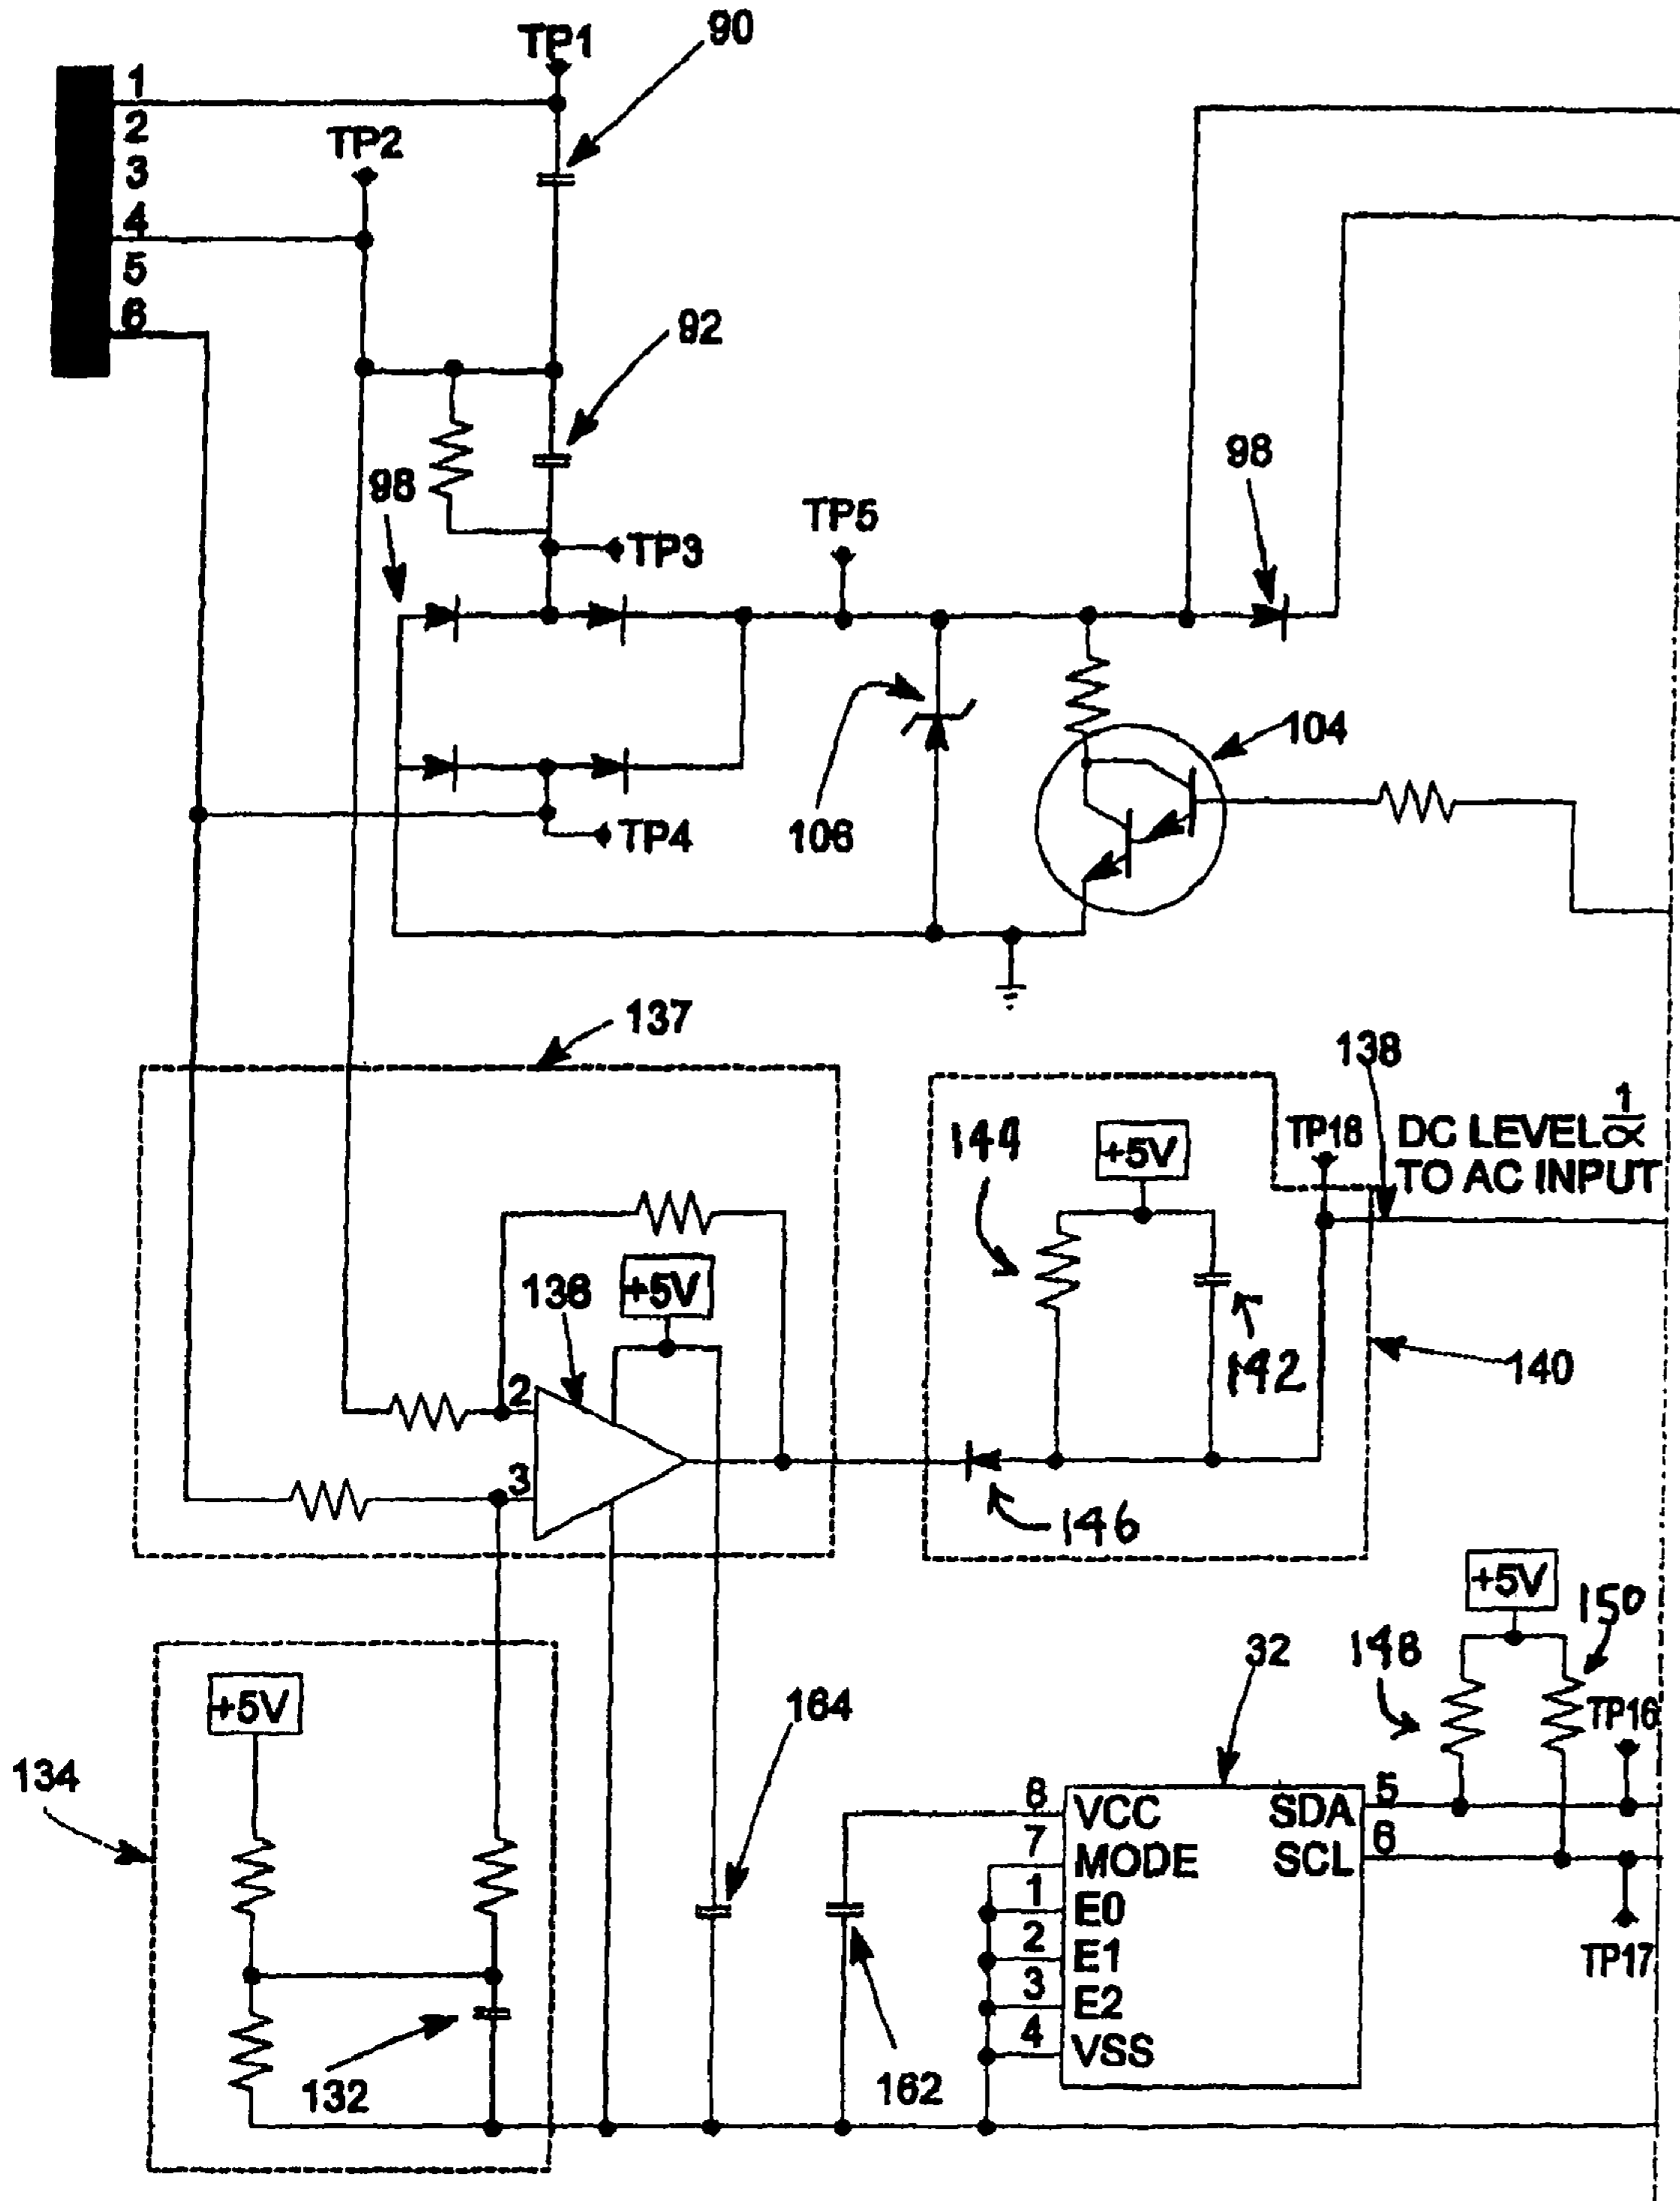 TP1
90
1
2
3
4
5
6
TP2
92
98
TP3
TP5
98
104
106
TP4
137
138
144
+5V
TP18
DC LEVEL 1/α
TO AC INPUT
136
+5V
142
140
2
3
146
+5V
150
148
32
TP16
134
+5V
164
8
VCC
SDA
5
7
MODE
SCL
6
1
E0
2
E1
3
E2
4
VSS
TP17
132
162